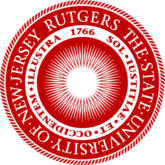 RUTGERS·THE·STATE·UNIVERSITY·OF·NEW JERSEY
SOL·IUSTITIAE·ET·OCCIDENTEM·ILLUSTRA
1766